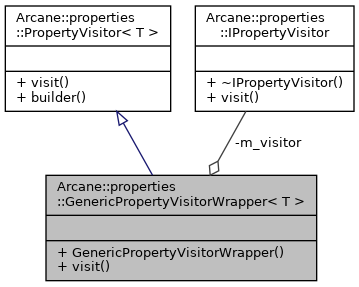 Arcane::properties
::PropertyVisitor< T >
+ visit()
+ builder()
Arcane::properties
::IPropertyVisitor
+ ~IPropertyVisitor()
+ visit()
-m_visitor
Arcane::properties
::GenericPropertyVisitorWrapper< T >
+ GenericPropertyVisitorWrapper()
+ visit()